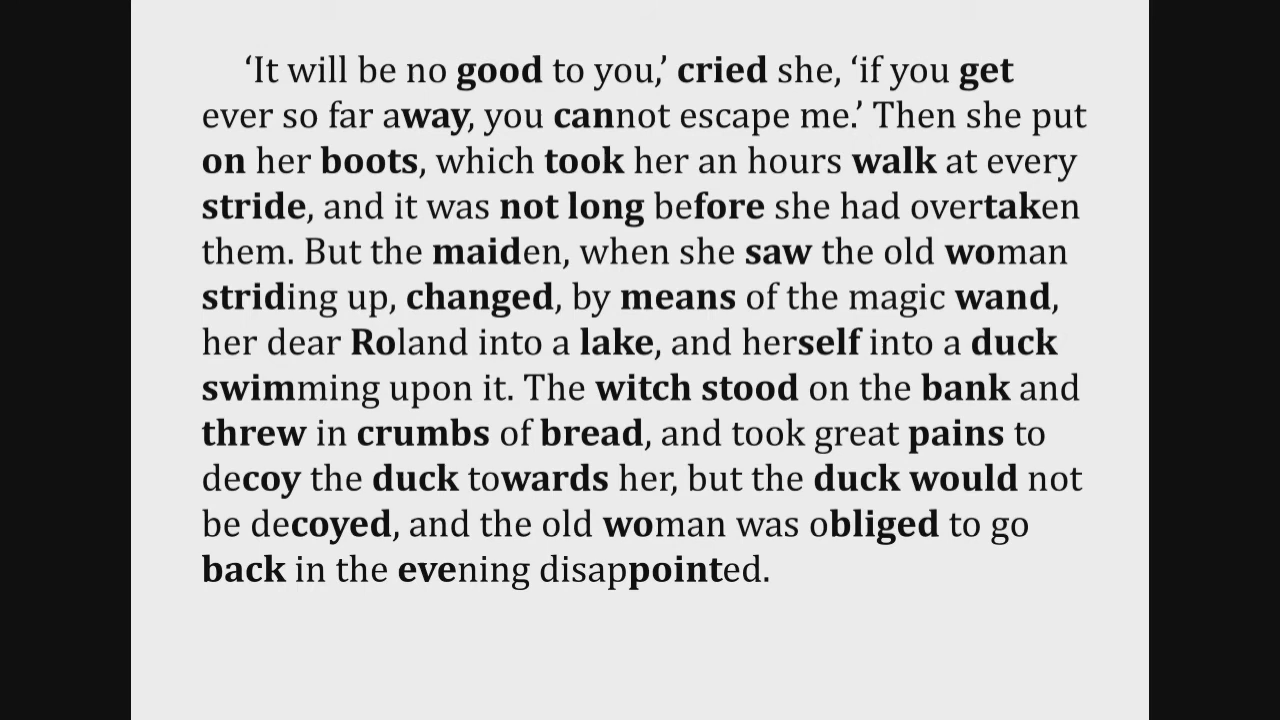 ‘It will be no good to you,’ cried she, ‘if you get
ever so far away, you cannot escape me.’ Then she put
on her boots, which took her an hours walk at every
stride, and it was not long before she had overtaken
them. But the maiden, when she saw the old woman
striding up, changed, by means of the magic wand,
her dear Roland into a lake, and herself into a duck
swimming upon it. The witch stood on the bank and
threw in crumbs of bread, and took great pains to
decoy the duck towards her, but the duck would not
be decoyed, and the old woman was obliged to go
back in the evening disappointed.